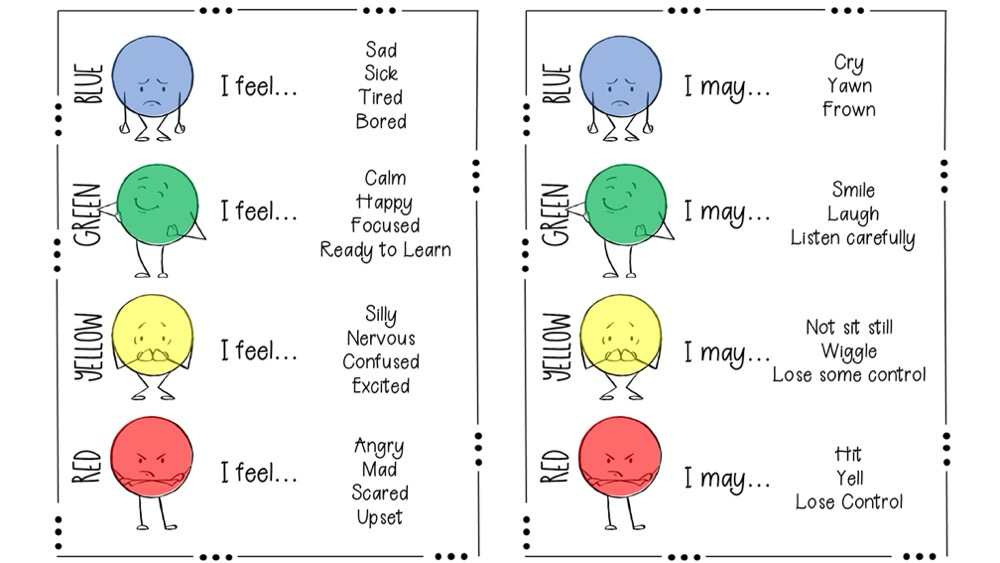 BLUE
I feel...
Sad
Sick
Tired
Bored
GREEN
I feel...
Calm
Happy
Focused
Ready to Learn
YELLOW
I feel...
Silly
Nervous
Confused
Excited
RED
I feel...
Angry
Mad
Scared
Upset
BLUE
I may...
Cry
Yawn
Frown
GREEN
I may...
Smile
Laugh
Listen carefully
YELLOW
I may...
Not sit still
Wiggle
Lose some control
RED
I may...
Hit
Yell
Lose Control